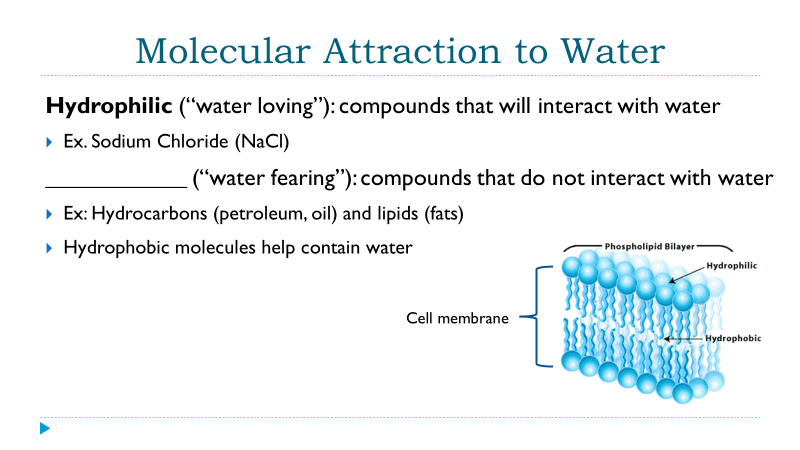 Molecular Attraction to Water
Hydrophilic (“water loving”): compounds that will interact with water
Ex. Sodium Chloride (NaCl)
____________ (“water fearing”): compounds that do not interact with water
Ex: Hydrocarbons (petroleum, oil) and lipids (fats)
Hydrophobic molecules help contain water
Phospholipid Bilayer
Hydrophilic
Cell membrane
Hydrophobic